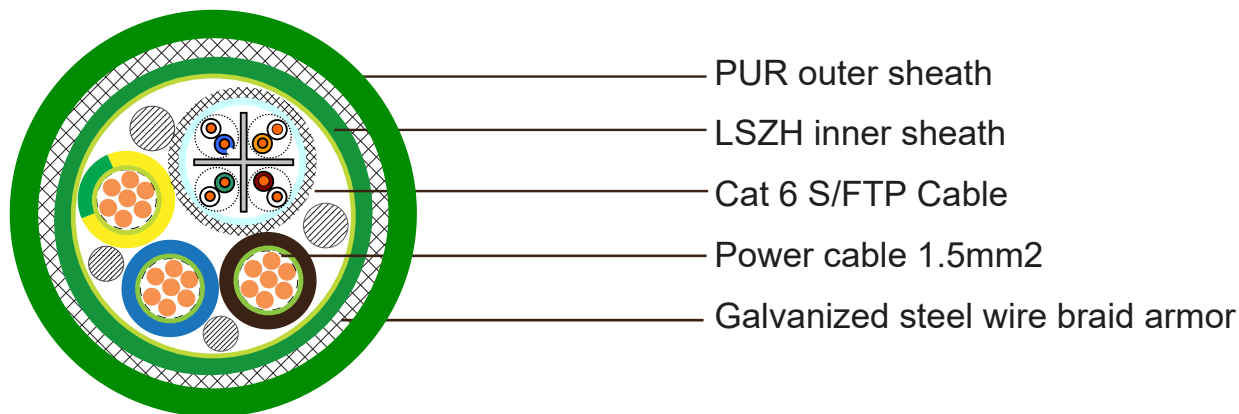 PUR outer sheath
LSZH inner sheath
Cat 6 S/FTP Cable
Power cable 1.5mm2
Galvanized steel wire braid armor